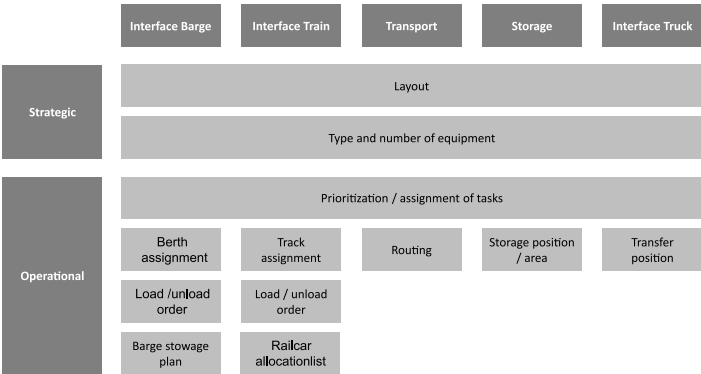 Interface Barge
Interface Train
Transport
Storage
Interface Truck
Strategic
Layout
Type and number of equipment
Operational
Prioritization / assignment of tasks
Berth
assignment
Track
assignment
Routing
Storage position
/ area
Transfer
position
Load /unload
order
Load / unload
order
Barge stowage
plan
Railcar
allocationlist